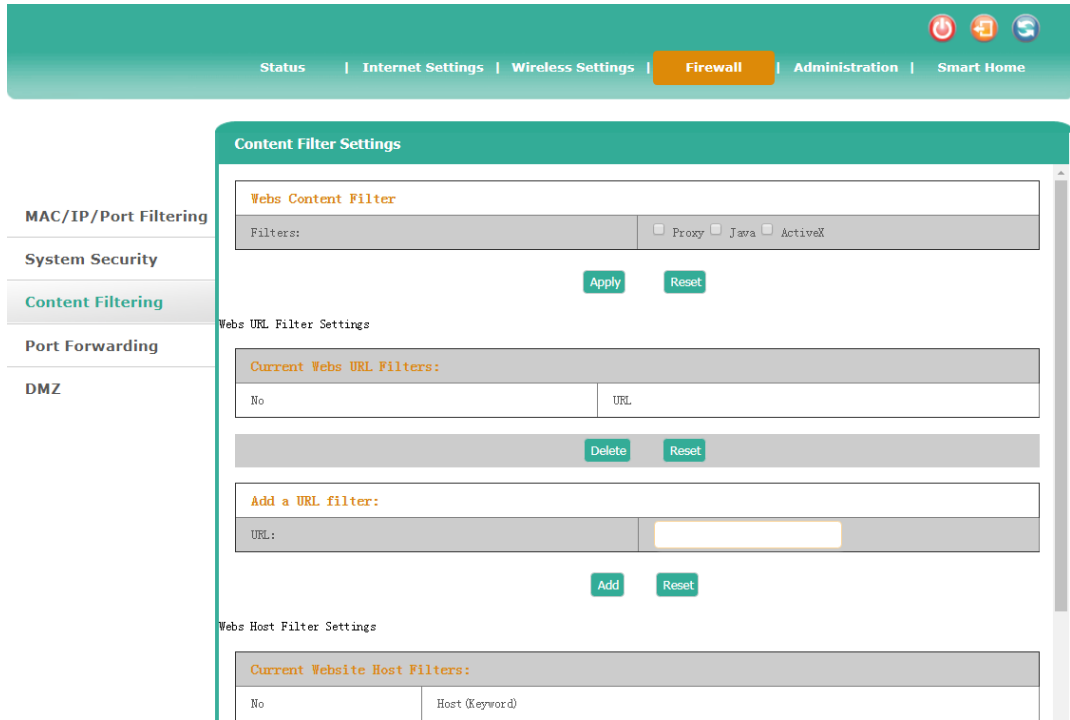 Status | Internet Settings | Wireless Settings | Firewall | Administration | Smart Home
Content Filter Settings
MAC/IP/Port Filtering
System Security
Content Filtering
Port Forwarding
DMZ
Webs Content Filter
Filters: Proxy Java ActiveX
Apply Reset
Webs URL Filter Settings
Current Webs URL Filters:
No URL
Delete Reset
Add a URL filter:
URL:
Add Reset
Webs Host Filter Settings
Current Website Host Filters:
No Host(Keyword)